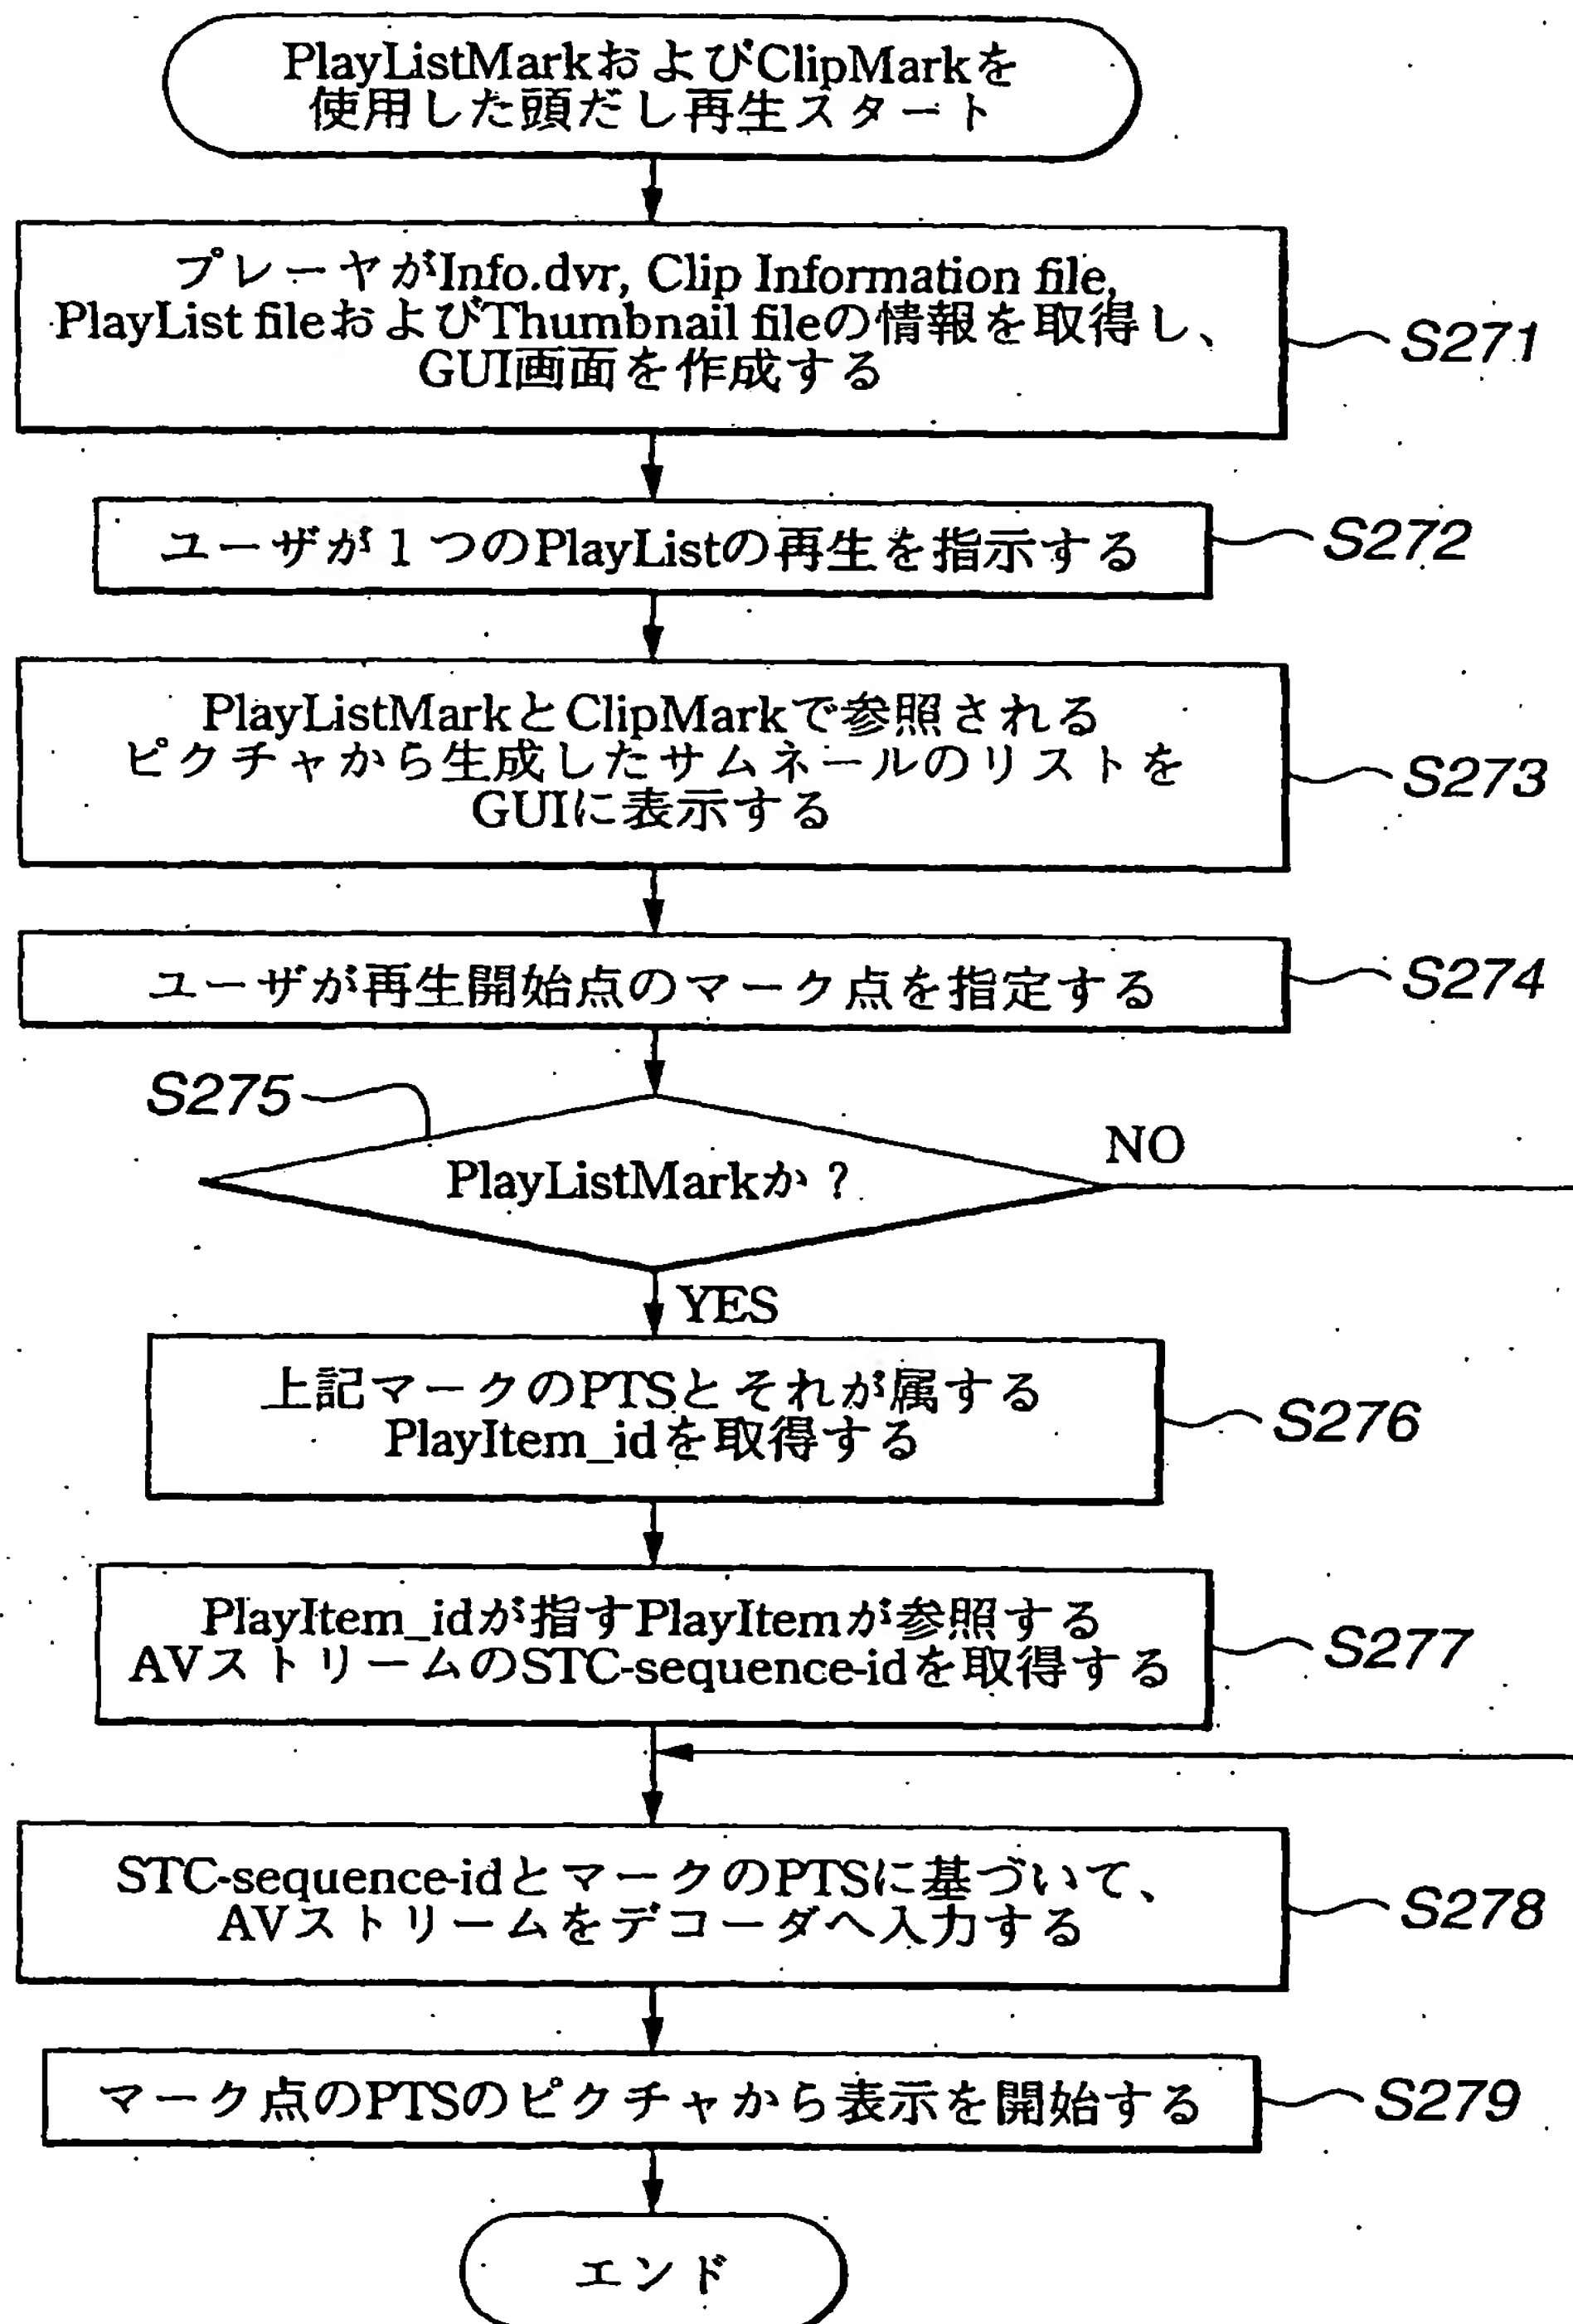 PlayListMarkおよびClipMarkを
使用した頭だし再生スタート
プレーヤがInfo.dvr, Clip Information file,
PlayList fileおよびThumbnail fileの情報を取得し、
GUI画面を作成する
S271
ユーザが1つのPlayListの再生を指示する
S272
PlayListMarkとClipMarkで参照される
ピクチャから生成したサムネールのリストを
GUIに表示する
S273
ユーザが再生開始点のマーク点を指定する
S274
S275
PlayListMarkか?
NO
YES
上記マークのPTSとそれが属する
PlayItem_idを取得する
S276
PlayItem_idが指すPlayItemが参照する
AVストリームのSTC-sequence-idを取得する
S277
STC-sequence-idとマークのPTSに基づいて、
AVストリームをデコーダへ入力する
S278
マーク点のPTSのピクチャから表示を開始する
S279
エンド